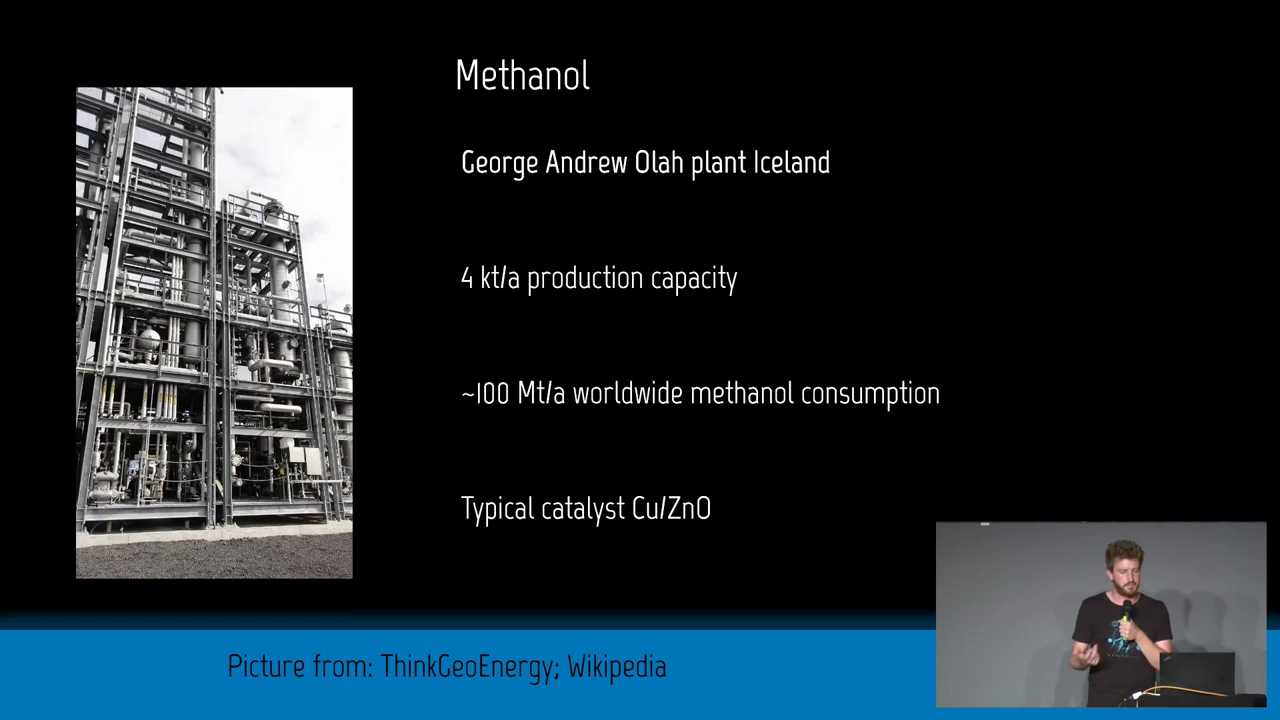 Methanol
George Andrew Olah plant Iceland
4 kt/a production capacity
~100 Mt/a worldwide methanol consumption
Typical catalyst Cu/ZnO
Picture from: ThinkGeoEnergy; Wikipedia